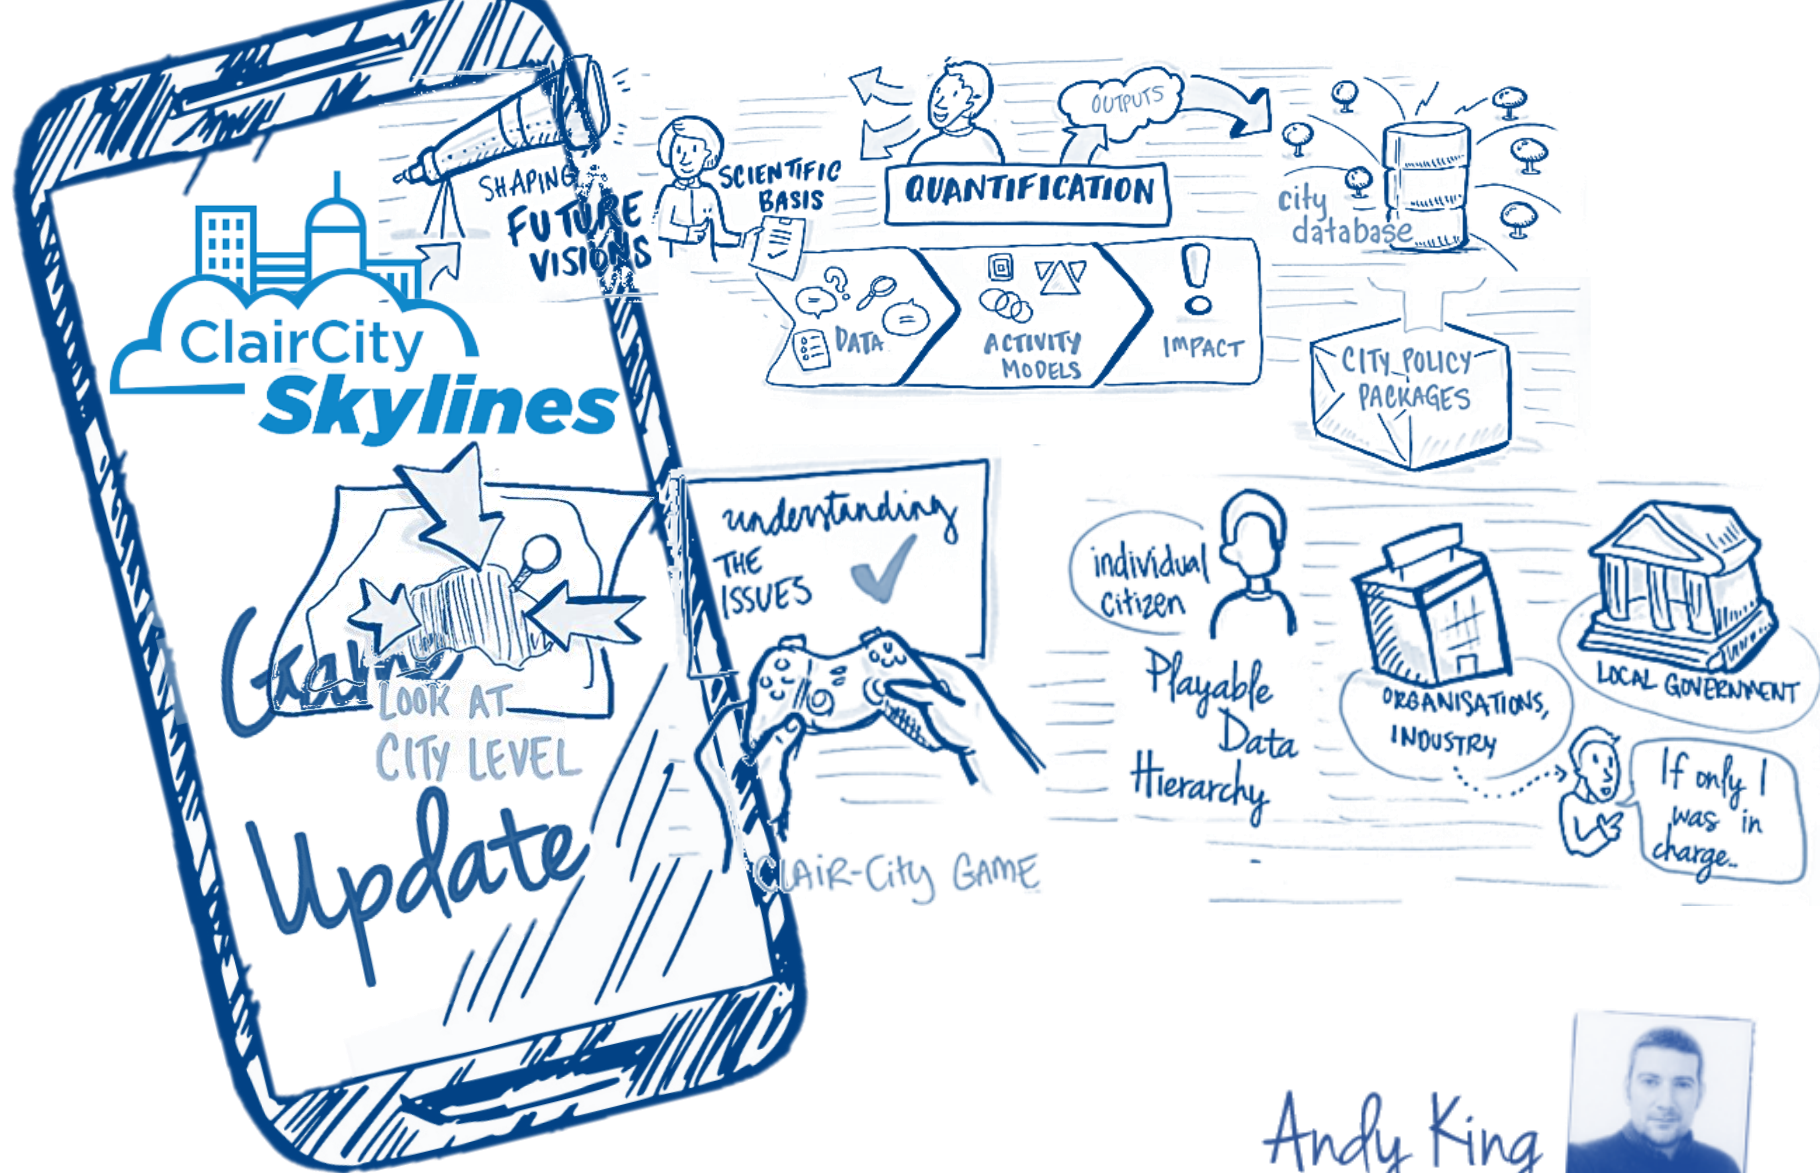 ClairCity
Skylines
Game
Update
SHAPING
FUTURE
VISIONS
SCIENTIFIC
BASIS
QUANTIFICATION
OUTPUTS
city
database
DATA
ACTIVITY
MODELS
IMPACT
CITY POLICY
PACKAGES
LOOK AT
CITY LEVEL
understanding
THE
ISSUES
CLAiR-City GAME
individual
citizen
Playable
Data
Hierarchy
ORGANISATIONS,
INDUSTRY
LOCAL GOVERNMENT
If only I
was in
charge..
Andy King